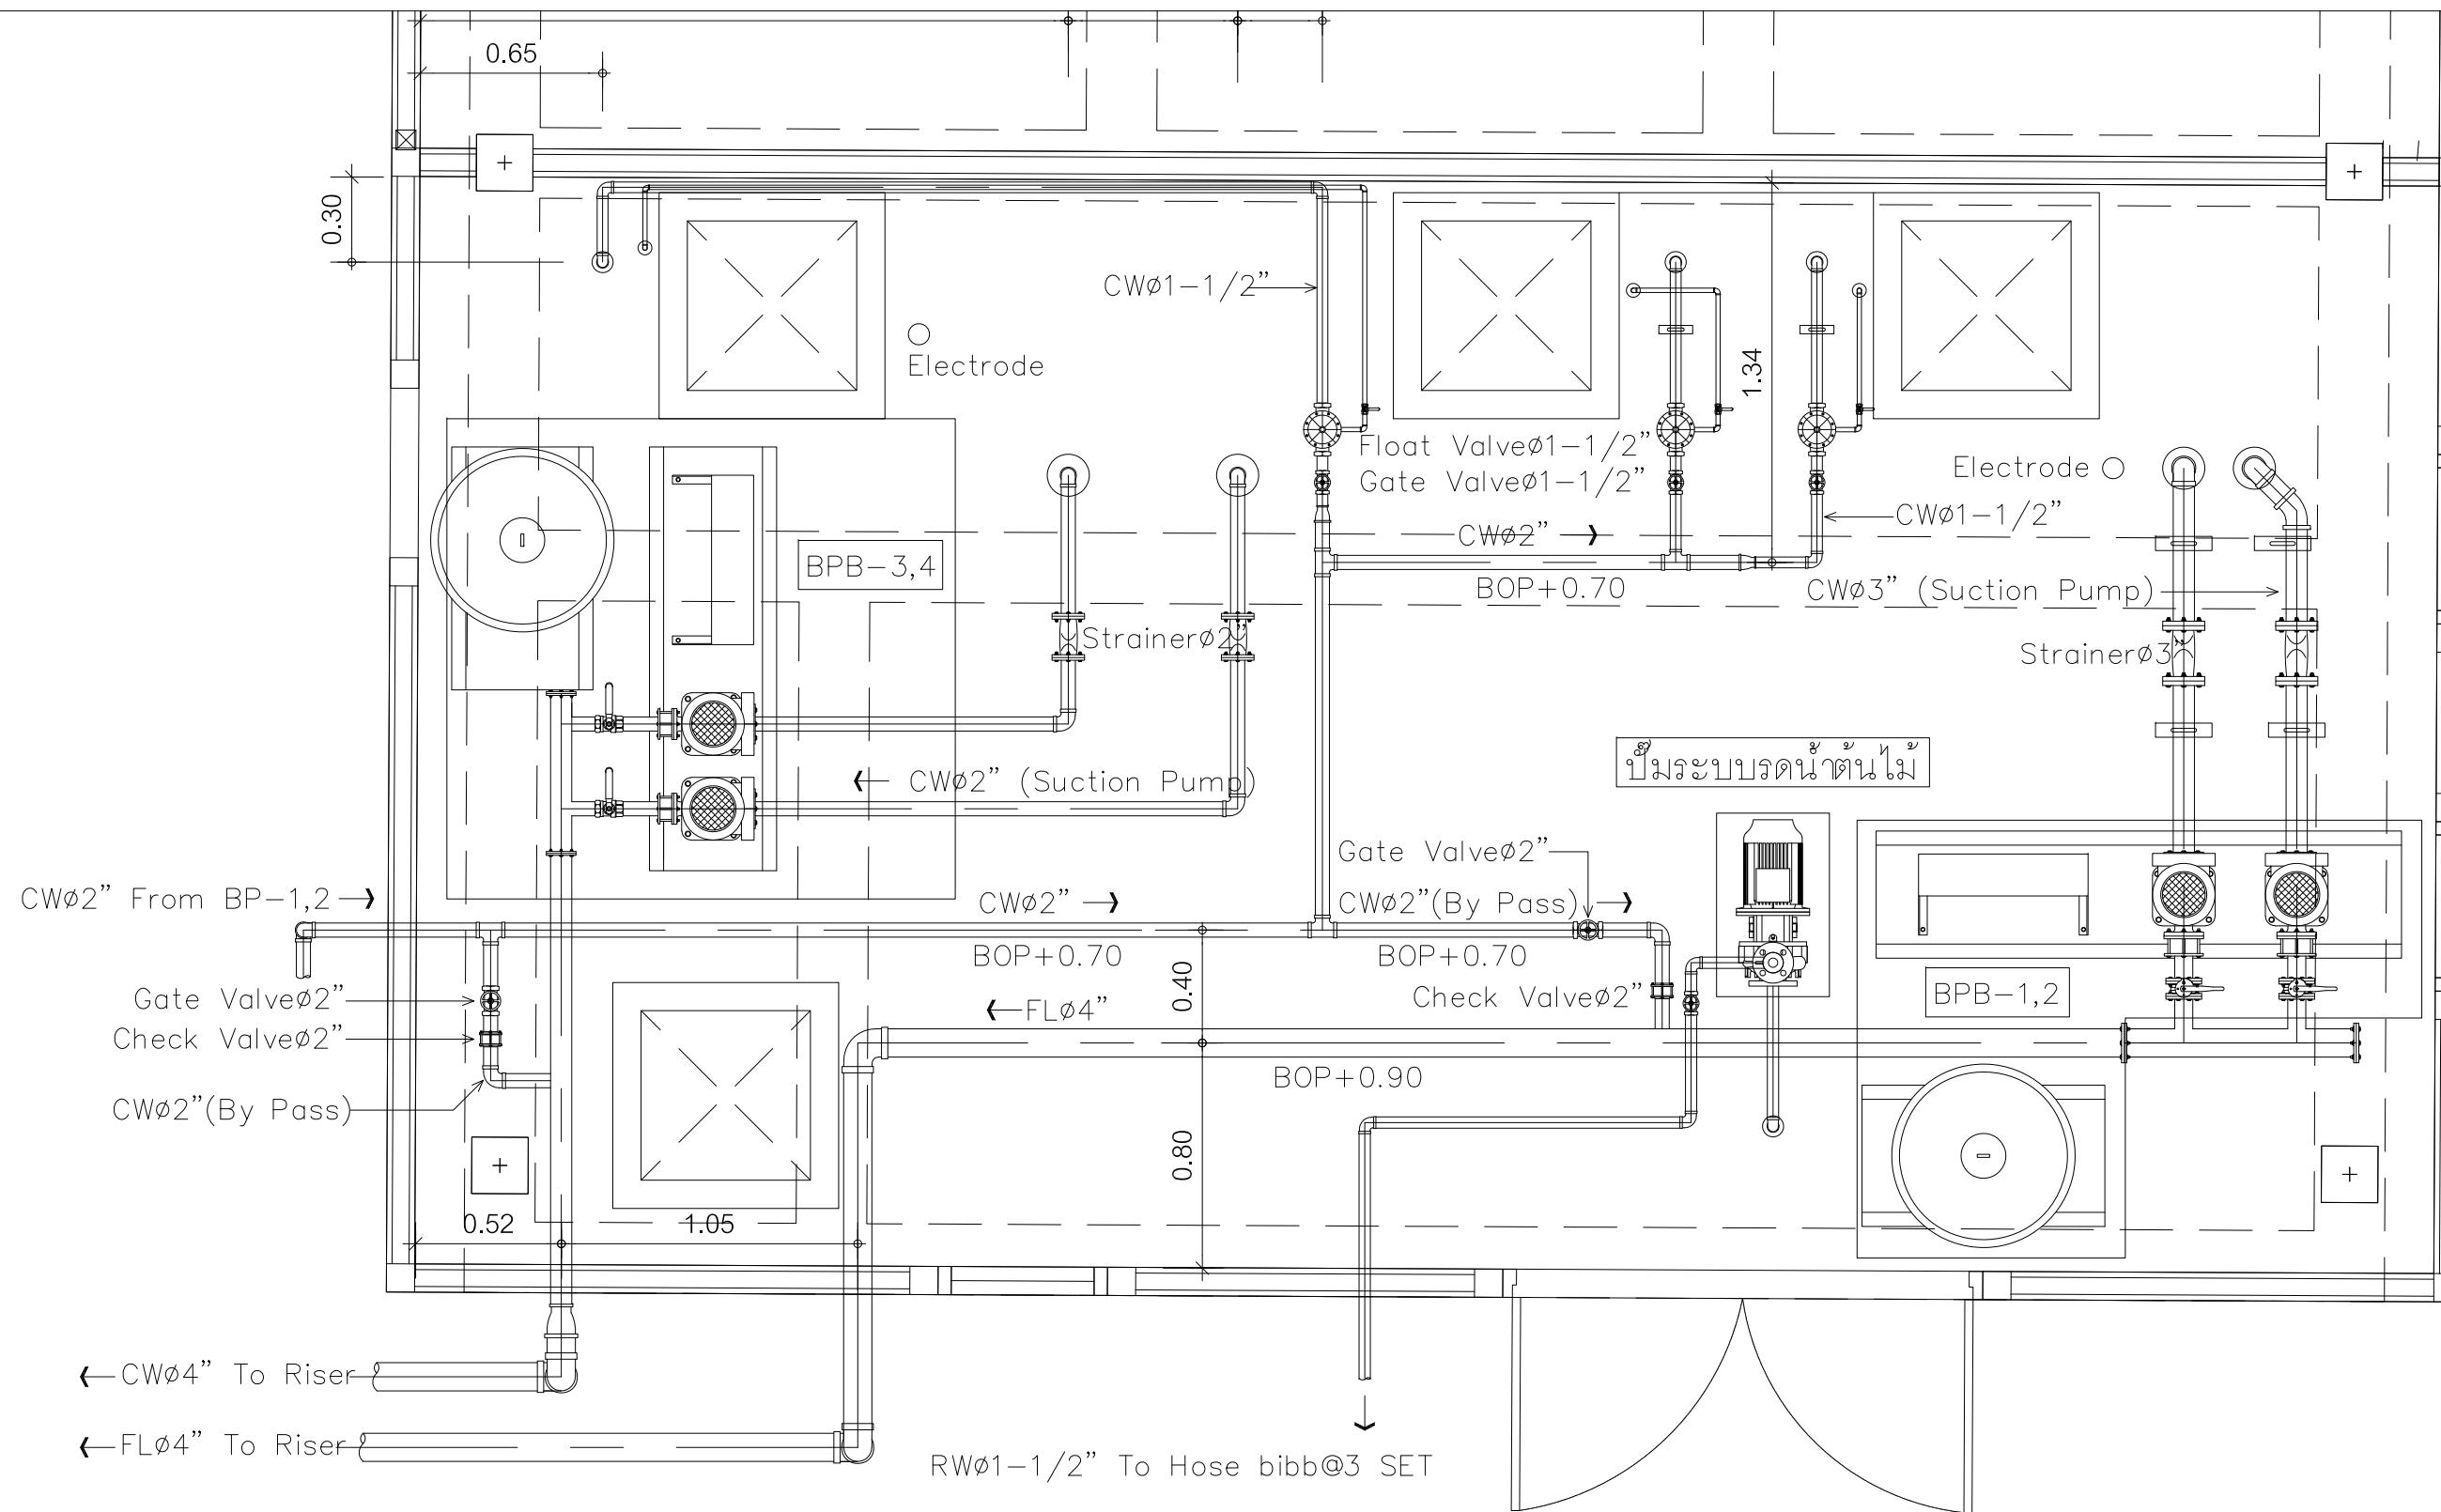 0.65
0.30
CWø1-1/2"
Electrode
1.34
Float Valveø1-1/2"
Gate Valveø1-1/2"
Electrode
CWø2"
CWø1-1/2"
BPB-3,4
BOP+0.70
CWø3" (Suction Pump)
Strainerø2"
Strainerø3"
ปั๊มระบบรดน้ำต้นไม้
CWø2" (Suction Pump)
Gate Valveø2"
CWø2" From BP-1,2
CWø2"
CWø2"(By Pass)
BOP+0.70
BOP+0.70
0.40
Gate Valveø2"
Check Valveø2"
BPB-1,2
FLø4"
Check Valveø2"
BOP+0.90
CWø2"(By Pass)
0.80
0.52
1.05
CWø4" To Riser
FLø4" To Riser
RWø1-1/2" To Hose bibb@3 SET